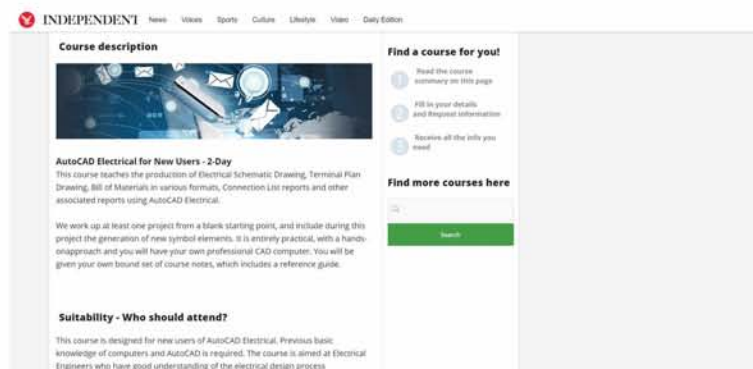 INDEPENDENT News Voices Sports Culture Lifestyle Video Daily Edition
Course description
AutoCAD Electrical for New Users - 2-Day
This course teaches the production of Electrical Schematic Drawing, Terminal Plan
Drawing, Bill of Materials in various formats, Connection List reports and other
associated reports using AutoCAD Electrical.
We work up at least one project from a blank starting point, and include during this
project the generation of new symbol elements. It is entirely practical, with a hands-
onapproach and you will have your own professional CAD computer. You will be
given your own bound set of course notes, which includes a reference guide.
Suitability - Who should attend?
This course is designed for new users of AutoCAD Electrical. Previous basic
knowledge of computers and AutoCAD is required. The course is aimed at Electrical
Engineers who have good understanding of the electrical design process
Find a course for you!
1 Read the course
summary on this page
2 Fill in your details
and Request information
3 Receive all the info you
need
Find more courses here
Search